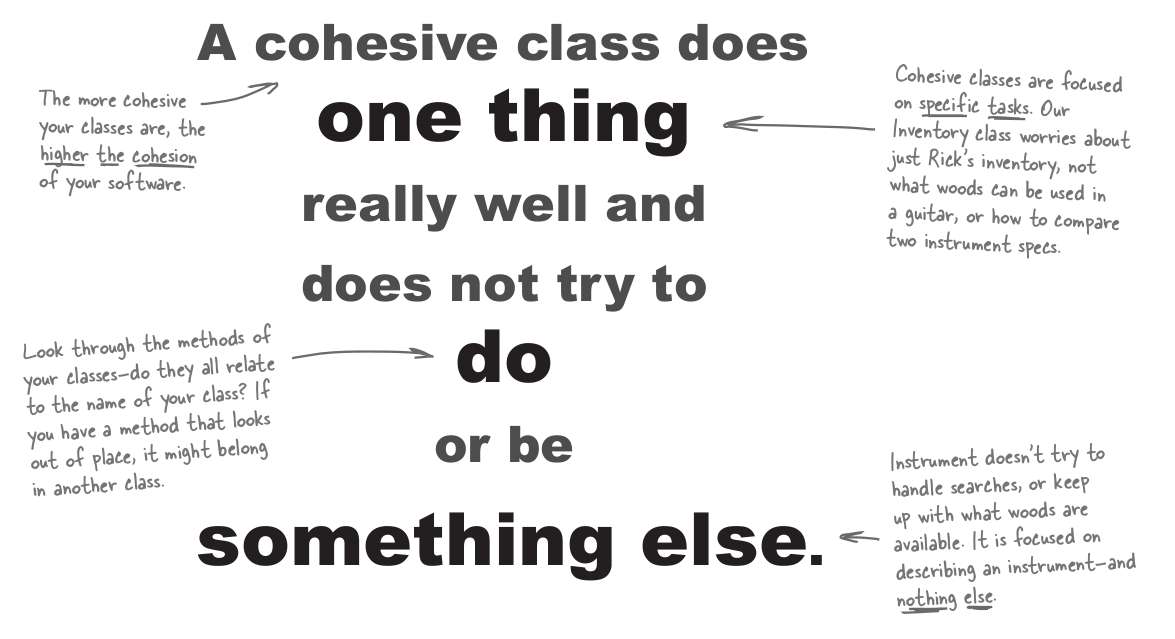 A cohesive class does
one thing
really well and
does not try to
do
or be
something else.
The more cohesive
your classes are, the
higher the cohesion
of your software.
Cohesive classes are focused
on specific tasks. Our
Inventory class worries about
just Rick's inventory, not
what woods can be used in
a guitar, or how to compare
two instrument specs.
Look through the methods of
your classes—do they all relate
to the name of your class? If
you have a method that looks
out of place, it might belong
in another class.
Instrument doesn't try to
handle searches, or keep
up with what woods are
available. It is focused on
describing an instrument—and
nothing else.